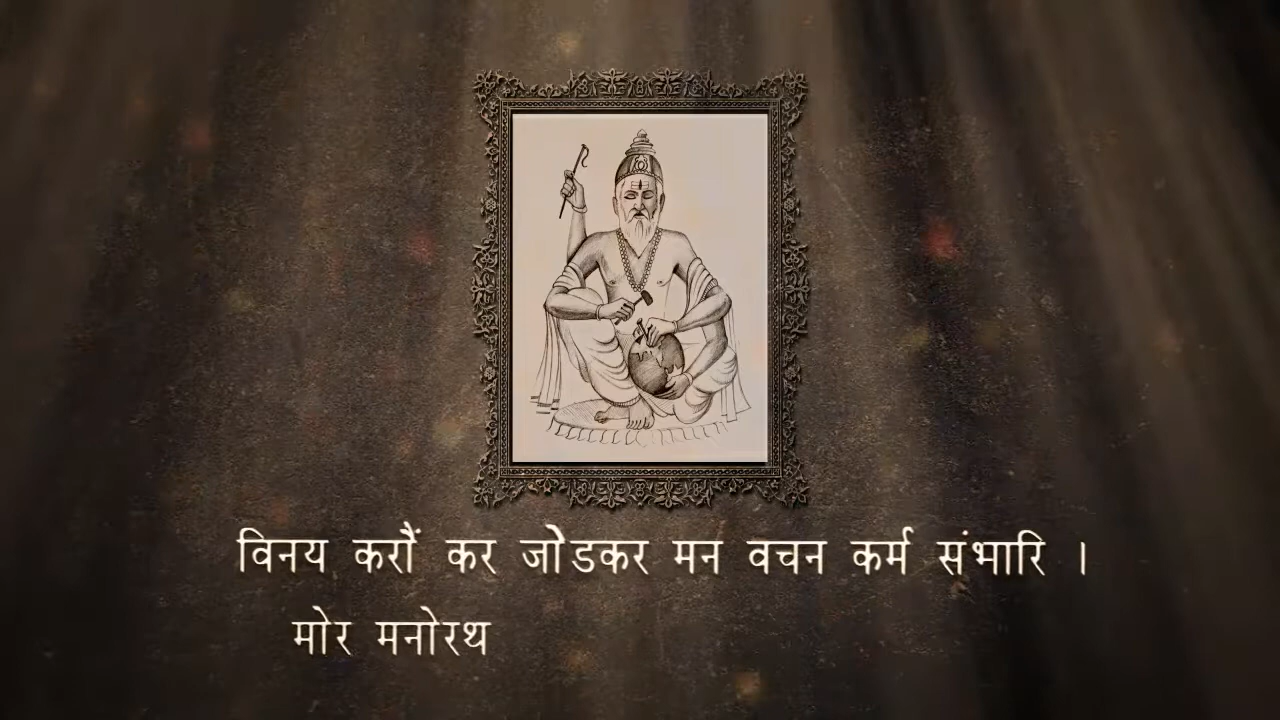 विनय करौं कर जोडकर मन वचन कर्म संभारि ।
मोर मनोरथ